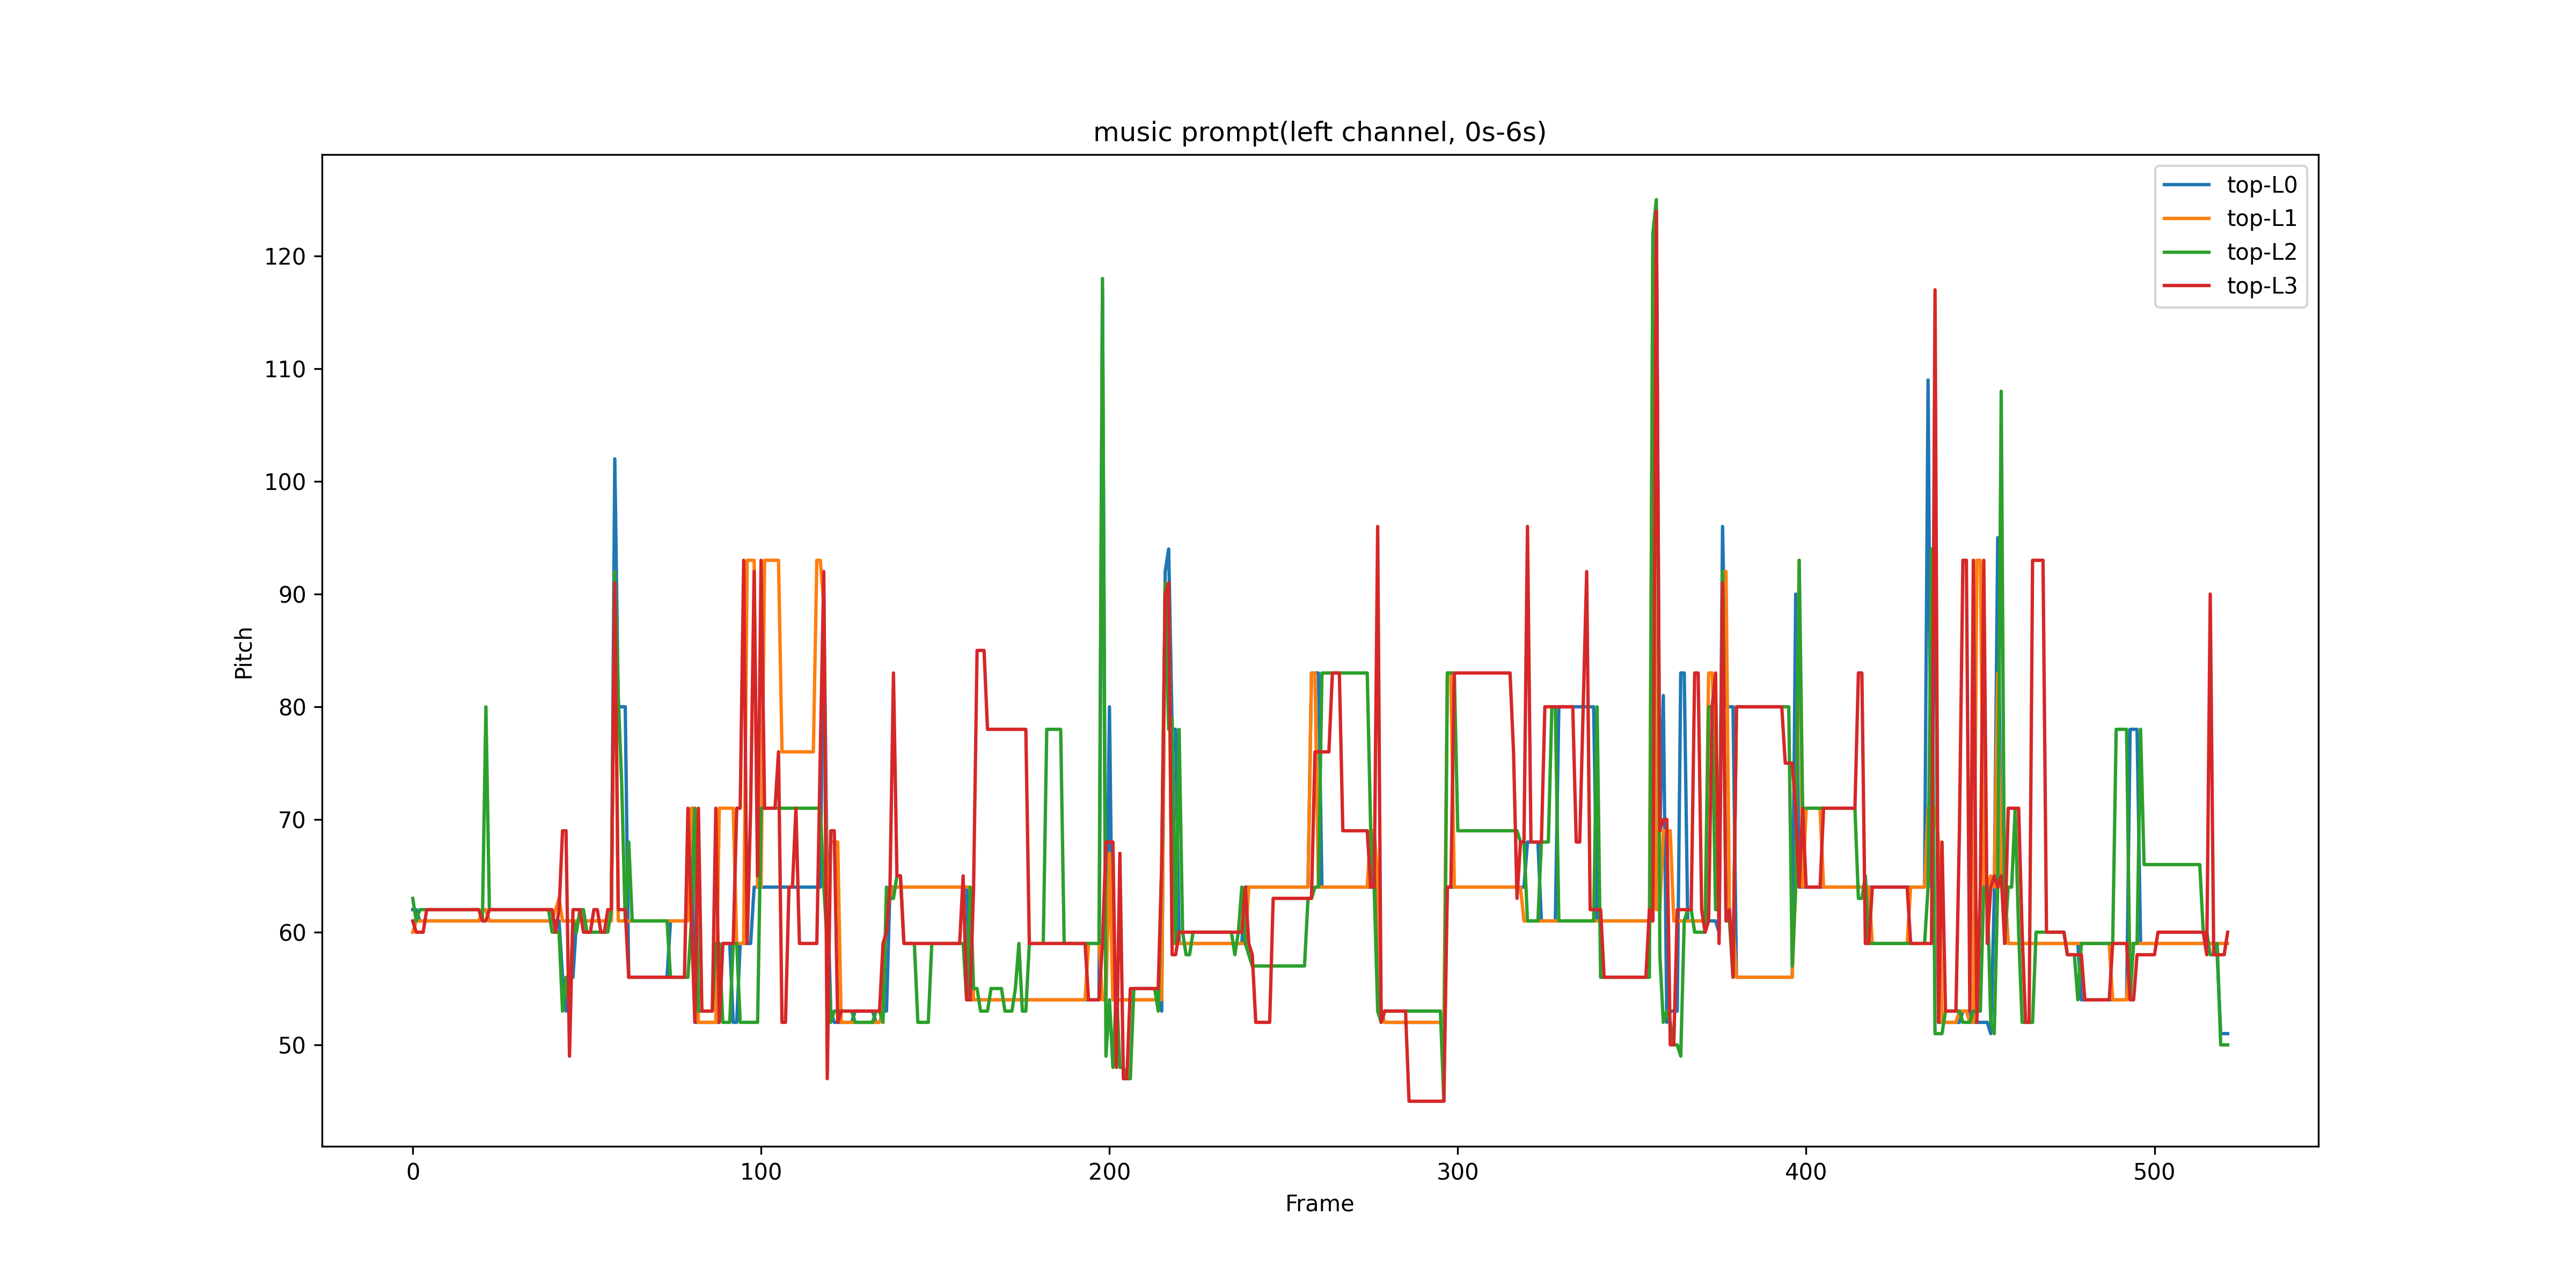 music prompt(left channel, 0s-6s)
top-L0
top-L1
top-L2
top-L3
120
110
100
90
80
70
60
50
Pitch
0 100 200 300 400 500
Frame